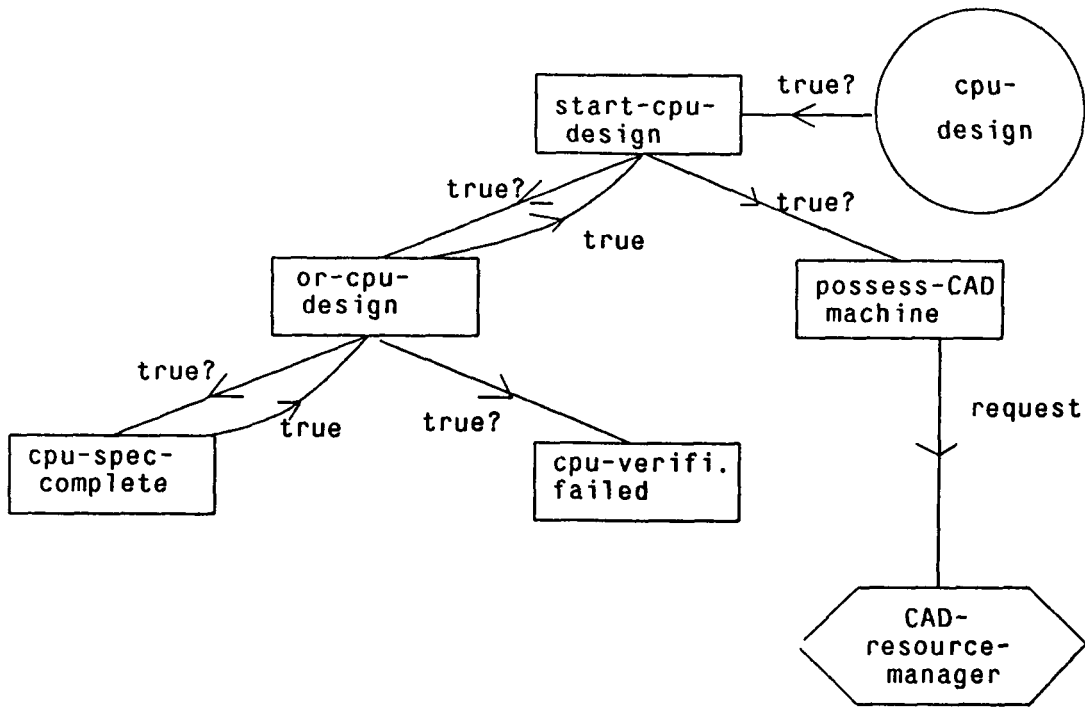 true?
cpu-
design
start-cpu-
design
true?
true?
true
or-cpu-
design
possess-CAD
machine
true?
true
true?
request
cpu-spec-
complete
cpu-verifi.
failed
CAD-
resource-
manager